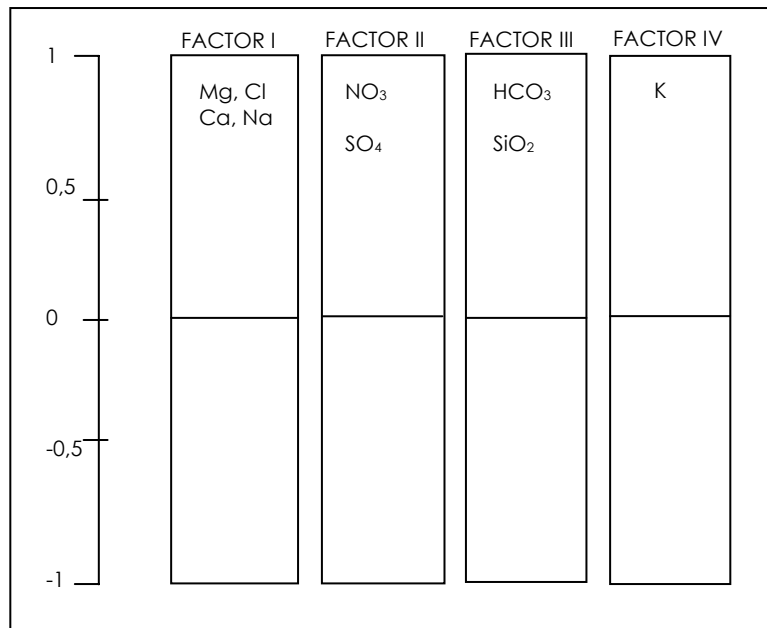 FACTOR I FACTOR II FACTOR III FACTOR IV
1
Mg, Cl
Ca, Na
NO₃
SO₄
HCO₃
SiO₂
K
0,5
0
-0,5
-1